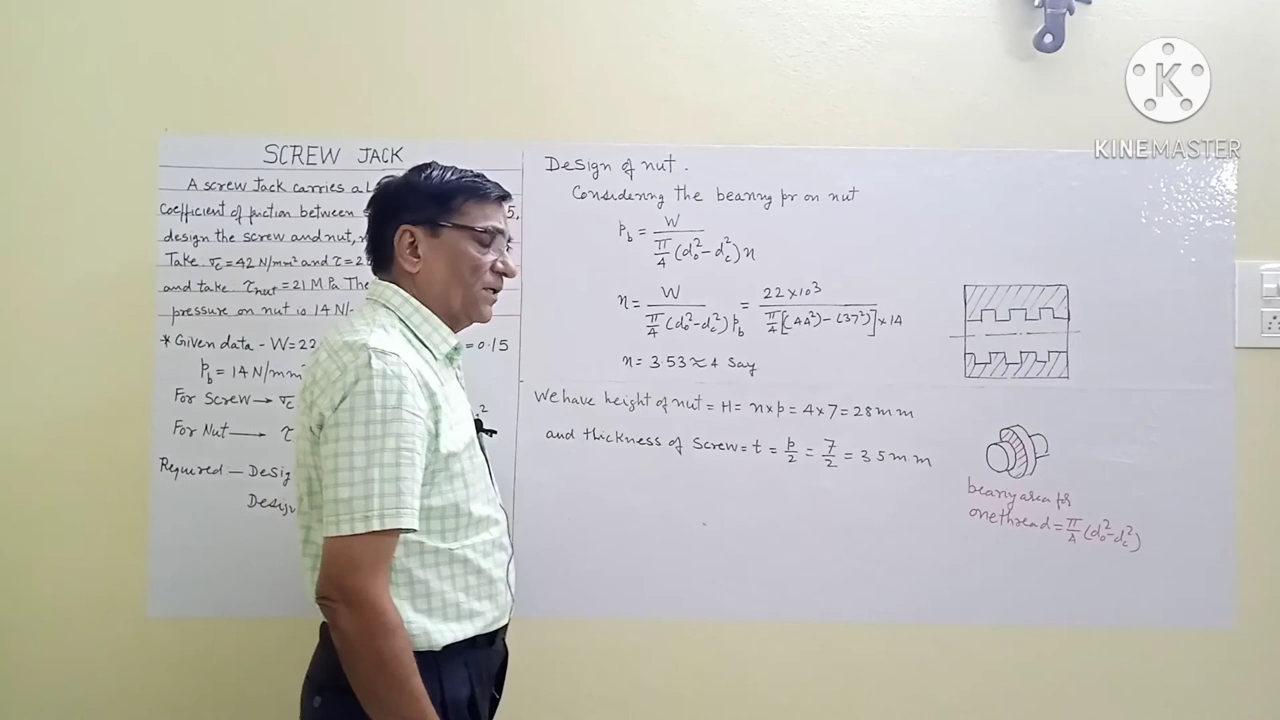 SCREW JACK
A screw Jack carries a L
Coefficient of friction between 5.
design the screw and nut,
Take σc = 42 N/mm² and τ = 2
and take τnut = 21 MPa The
pressure on nut is 14 N/-
* Given data - W = 22 = 0.15
Pb = 14 N/mm
For Screw → σc
For Nut → τ
Required — Desig
Design
Design of nut.
Considering the bearing pr on nut
Pb = W / π/4 (do² - dc²) n
n = W / π/4 (do² - dc²) Pb = 22 × 10³ / π/4 [(44²) - (37²)] × 14
n = 3.53 ≈ 4 Say
We have height of nut = H = n × p = 4 × 7 = 28 mm
and thickness of Screw = t = p/2 = 7/2 = 3.5 mm
bearing area for
one thread = π/4 (do² - dc²)
K
KINEMASTER